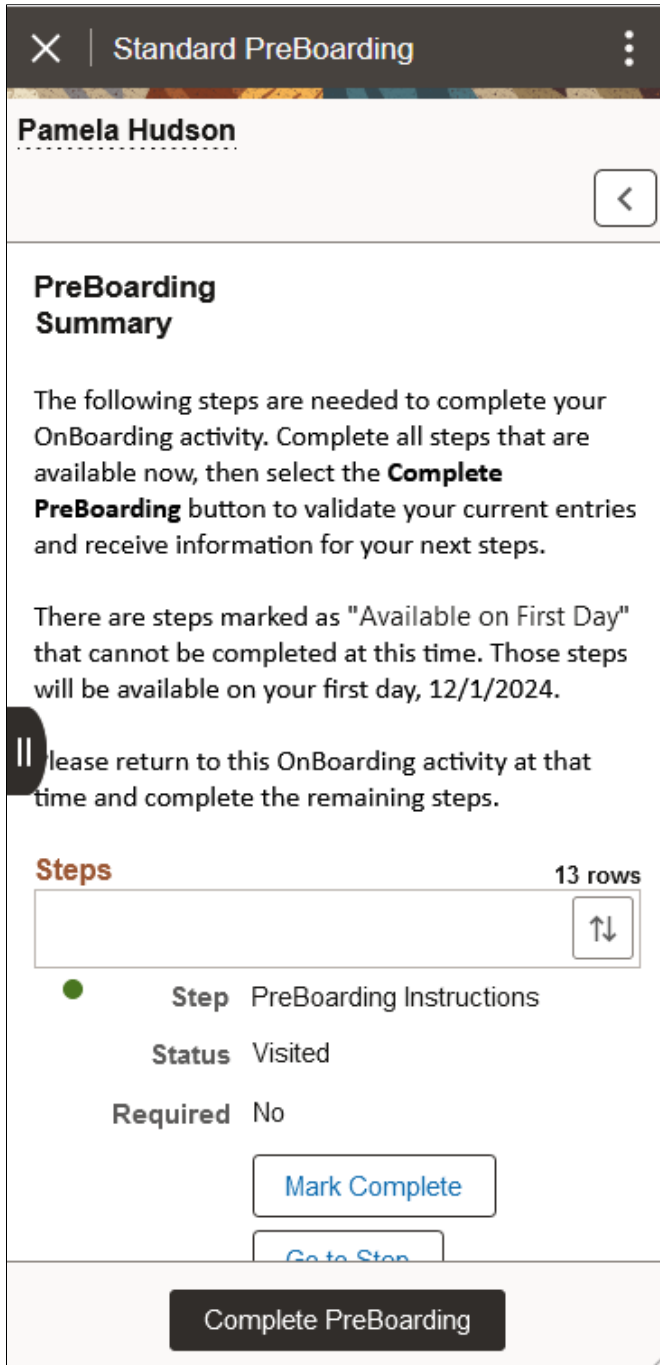 Standard PreBoarding
Pamela Hudson
PreBoarding
Summary
The following steps are needed to complete your
OnBoarding activity. Complete all steps that are
available now, then select the Complete
PreBoarding button to validate your current entries
and receive information for your next steps.
There are steps marked as "Available on First Day"
that cannot be completed at this time. Those steps
will be available on your first day, 12/1/2024.
Please return to this OnBoarding activity at that
time and complete the remaining steps.
Steps 13 rows
Step PreBoarding Instructions
Status Visited
Required No
Mark Complete
Go to Step
Complete PreBoarding